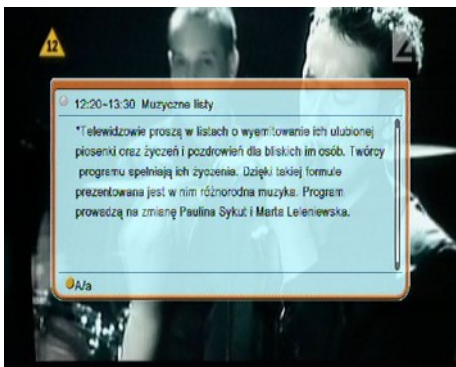 12
12:20~13:30 Muzyczne listy
*Telewidzowie proszą w listach o wyemitowanie ich ulubionej
piosenki oraz życzeń i pozdrowień dla bliskich im osób. Twórcy
programu spełniają ich życzenia. Dzięki takiej formule
prezentowana jest w nim różnorodna muzyka. Program
prowadzą na zmianę Paulina Sykut i Marta Leleniewska.
A/a